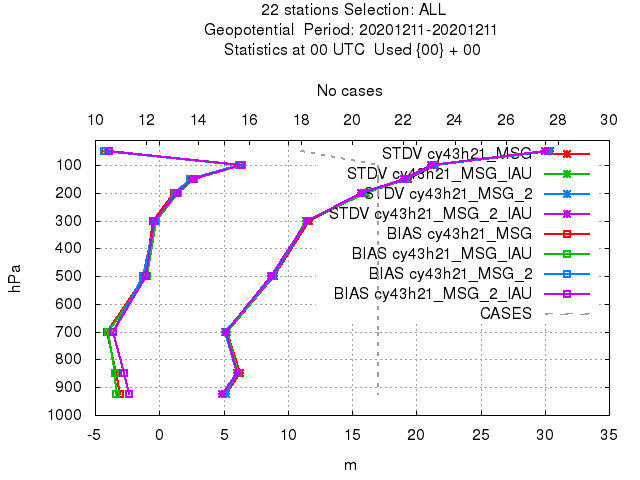 22 stations Selection: ALL
Geopotential  Period: 20201211-20201211
Statistics at 00 UTC  Used {00} + 00
No cases
10 12 14 16 18 20 22 24 26 28 30
STDV cy43h21_MSG
STDV cy43h21_MSG_IAU
STDV cy43h21_MSG_2
STDV cy43h21_MSG_2_IAU
BIAS cy43h21_MSG
BIAS cy43h21_MSG_IAU
BIAS cy43h21_MSG_2
BIAS cy43h21_MSG_2_IAU
CASES
hPa
100
200
300
400
500
600
700
800
900
1000
-5 0 5 10 15 20 25 30 35
m